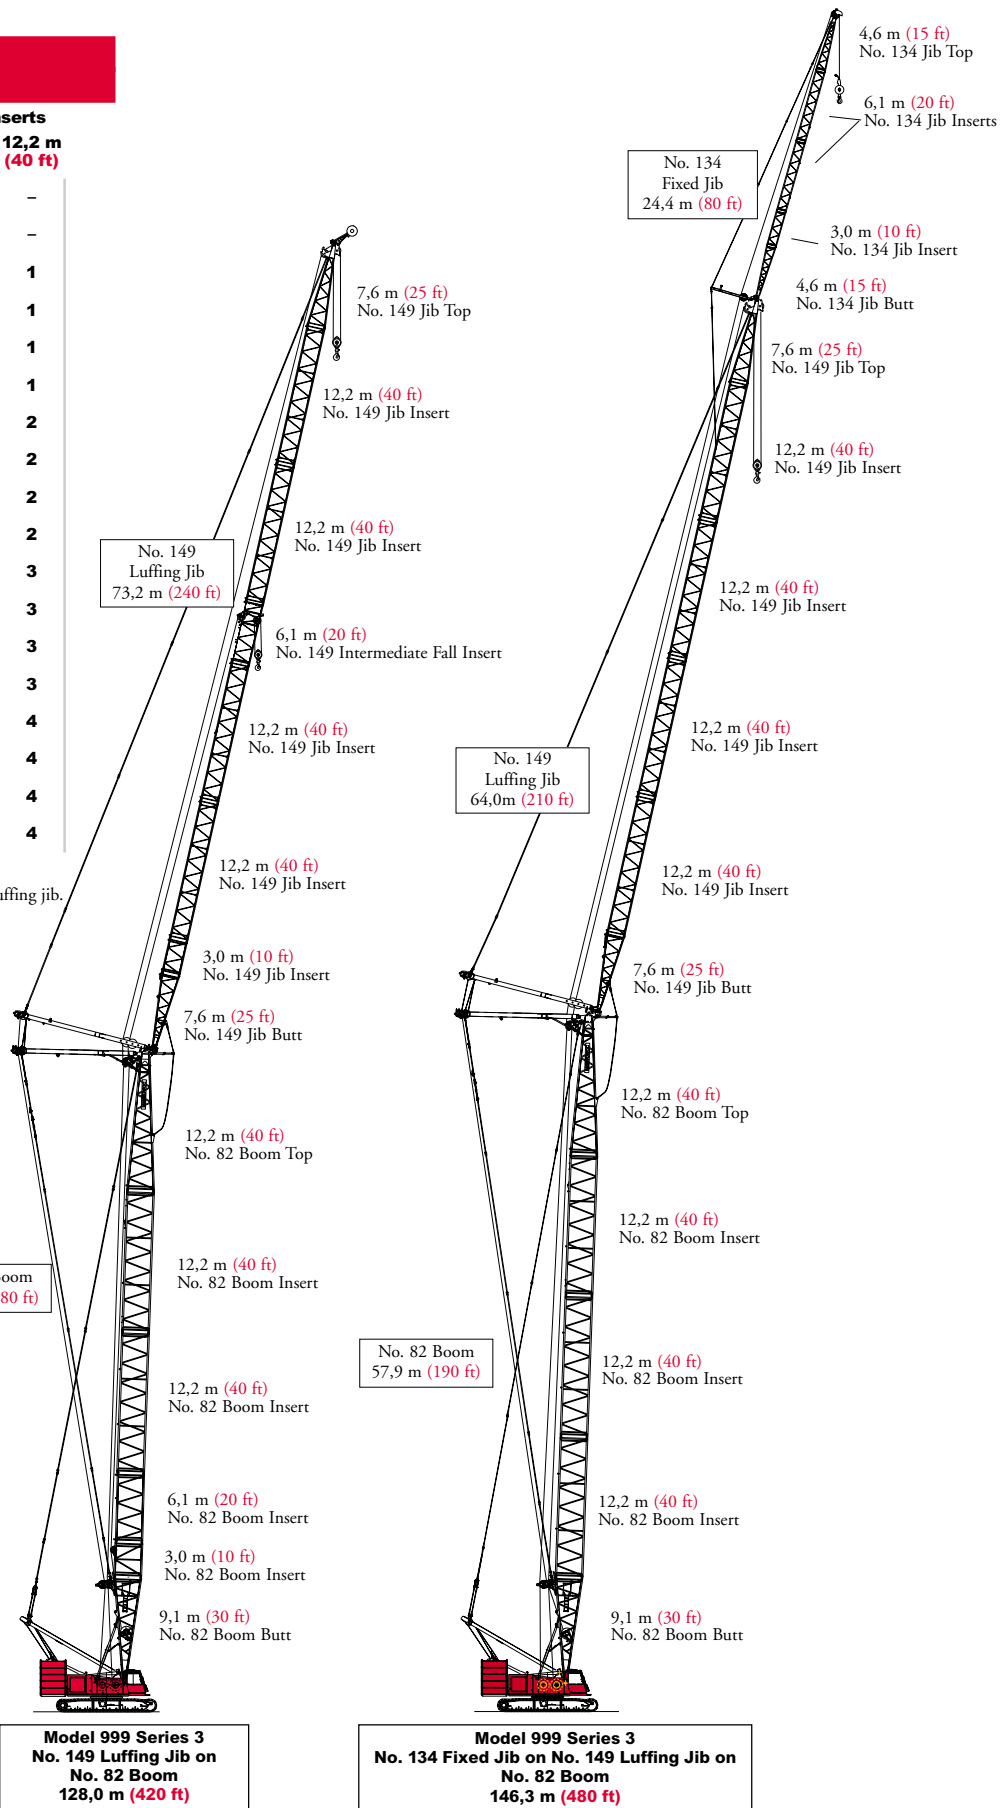 12,2 m
(40 ft)
–
–
1
1
1
1
2
2
2
2
3
3
3
3
4
4
4
4
jib.
7,6 m (25 ft)
No. 149 Jib Top
12,2 m (40 ft)
No. 149 Jib Insert
12,2 m (40 ft)
No. 149 Jib Insert
No. 149
Luffing Jib
73,2 m (240 ft)
6,1 m (20 ft)
No. 149 Intermediate Fall Insert
12,2 m (40 ft)
No. 149 Jib Insert
12,2 m (40 ft)
No. 149 Jib Insert
3,0 m (10 ft)
No. 149 Jib Insert
7,6 m (25 ft)
No. 149 Jib Butt
12,2 m (40 ft)
No. 82 Boom Top
12,2 m (40 ft)
No. 82 Boom Insert
ft)
12,2 m (40 ft)
No. 82 Boom Insert
6,1 m (20 ft)
No. 82 Boom Insert
3,0 m (10 ft)
No. 82 Boom Insert
9,1 m (30 ft)
No. 82 Boom Butt
Model 999 Series 3
No. 149 Luffing Jib on
No. 82 Boom
128,0 m (420 ft)
4,6 m (15 ft)
No. 134 Jib Top
6,1 m (20 ft)
No. 134 Jib Inserts
No. 134
Fixed Jib
24,4 m (80 ft)
3,0 m (10 ft)
No. 134 Jib Insert
4,6 m (15 ft)
No. 134 Jib Butt
7,6 m (25 ft)
No. 149 Jib Top
12,2 m (40 ft)
No. 149 Jib Insert
12,2 m (40 ft)
No. 149 Jib Insert
12,2 m (40 ft)
No. 149 Jib Insert
No. 149
Luffing Jib
64,0m (210 ft)
12,2 m (40 ft)
No. 149 Jib Insert
7,6 m (25 ft)
No. 149 Jib Butt
12,2 m (40 ft)
No. 82 Boom Top
12,2 m (40 ft)
No. 82 Boom Insert
No. 82 Boom
57,9 m (190 ft)
12,2 m (40 ft)
No. 82 Boom Insert
12,2 m (40 ft)
No. 82 Boom Insert
9,1 m (30 ft)
No. 82 Boom Butt
Model 999 Series 3
No. 134 Fixed Jib on No. 149 Luffing Jib on
No. 82 Boom
146,3 m (480 ft)